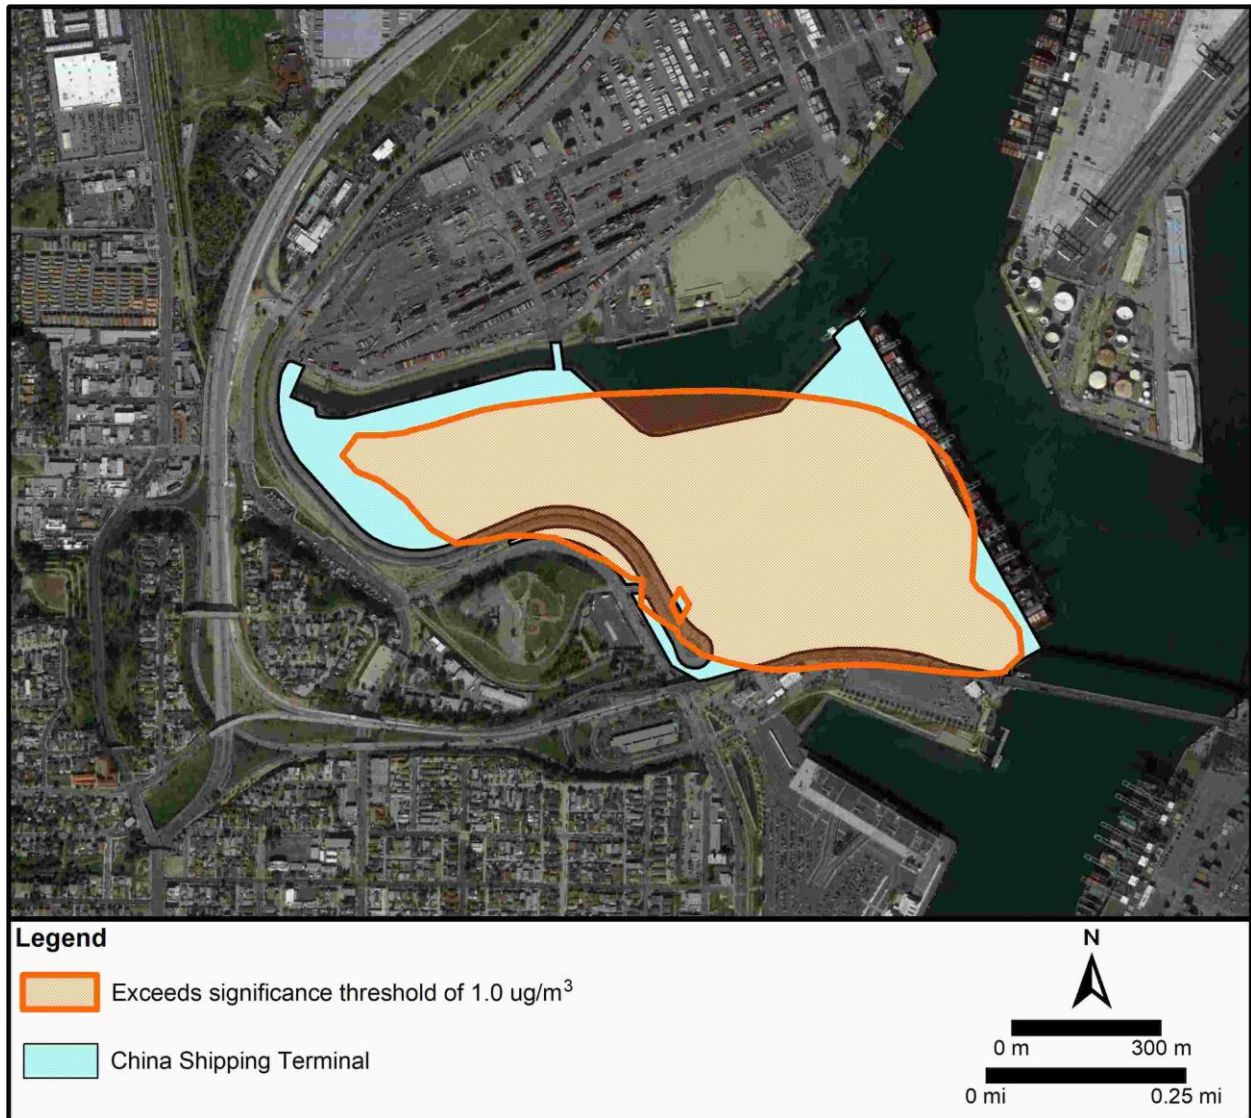 Legend
Exceeds significance threshold of 1.0 ug/m³
China Shipping Terminal
N
0 m 300 m
0 mi 0.25 mi